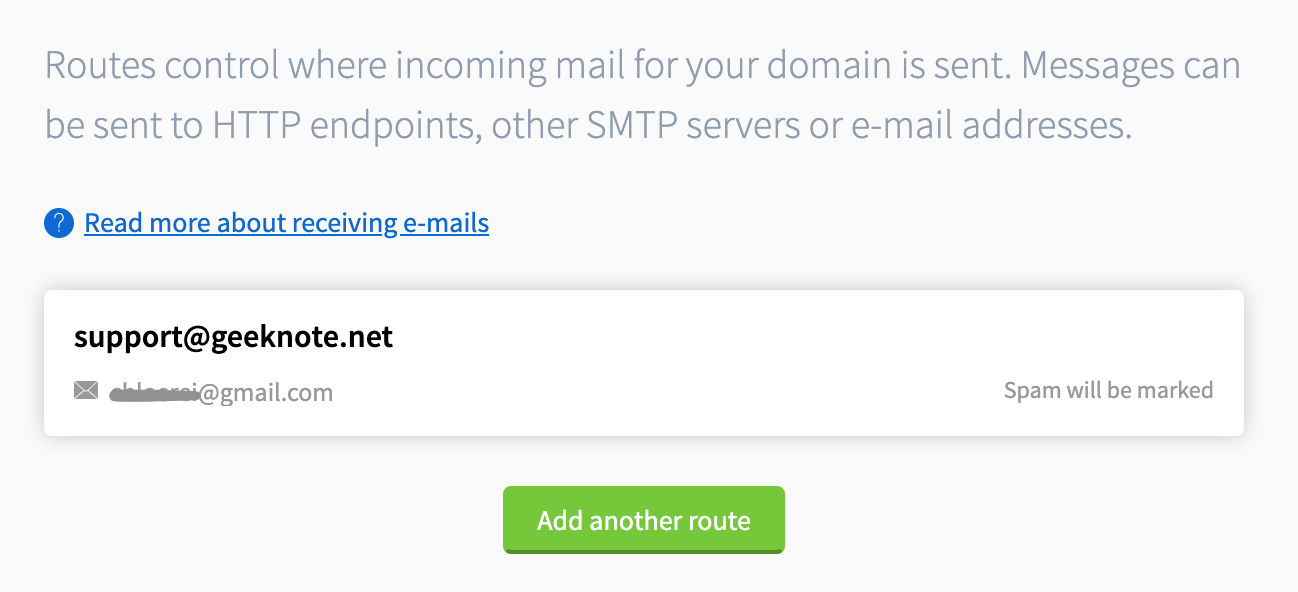 Routes control where incoming mail for your domain is sent. Messages can
be sent to HTTP endpoints, other SMTP servers or e-mail addresses.
? Read more about receiving e-mails
support@geeknote.net
@gmail.com
Spam will be marked
Add another route